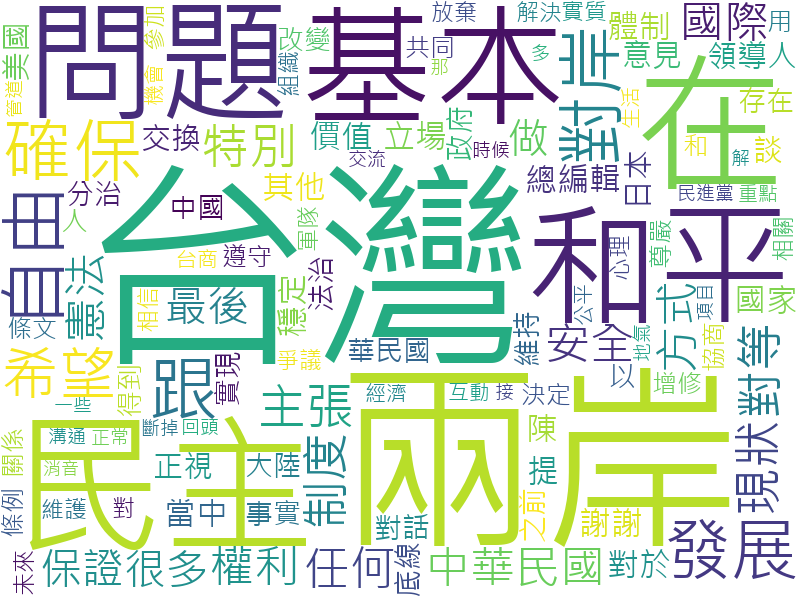 台灣
兩岸
民主
問題
基本
和平
在
自由
確保
希望
跟
發展
對岸
現狀
對等
中華民國
保證
很多
權利
任何
制度
主張
憲法
最後
特別
安全
方式
國際
做
價值
立場
政府
交換
其他
分治
中國
遵守
法治
穩定
軍隊
台商
人
條文
相信
得到
實現
爭議
華民國
維持
經濟
互動
接
決定
以
增修
協商
國家
項目
地氣
公平
心理
尊嚴
相關
日本
總編輯
時候
交流
民進黨
重點
解
和
談
存在
生活
意見
領導人
體制
用
解決
實質
多
那
共同
放棄
改變
組織
參加
機會
管道
美國
一些
溝通
正常
斷掉
回頭
消音
關係
條例
維護
對
正視
大陸
當中
事實
對話
底線
陳
提
之前
謝謝
對於
未來